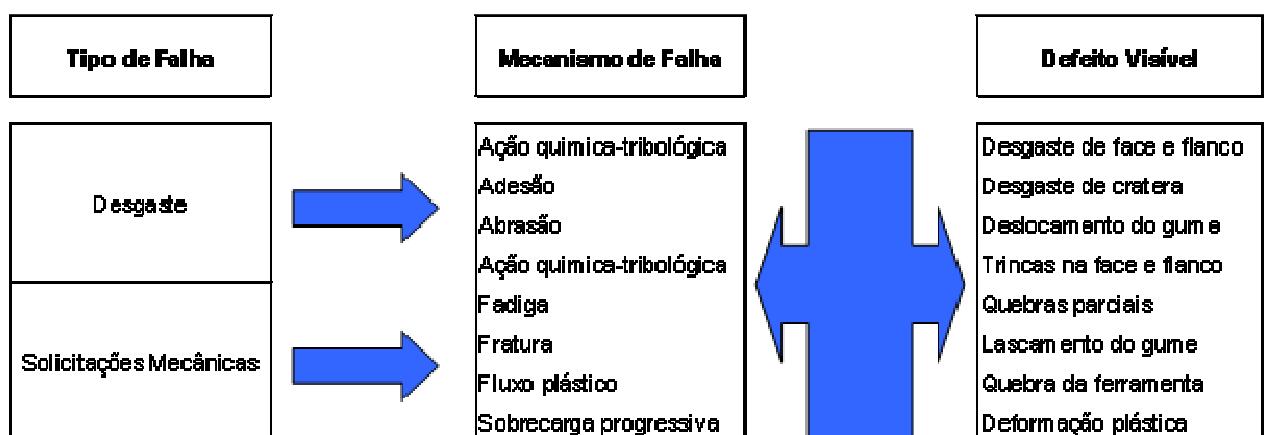 Tipo de Falha
Mecanismo de Falha
Defeito Visível
Desgaste
Solicitações Mecânicas
Ação quimica-tribológica
Adesão
Abrasão
Ação quimica-tribológica
Fadiga
Fratura
Fluxo plástico
Sobrecarga progressiva
Desgaste de face e flanco
Desgaste de cratera
Deslocamento do gume
Trincas na face e flanco
Quebras parciais
Lascamento do gume
Quebra da ferramenta
Deformação plástica